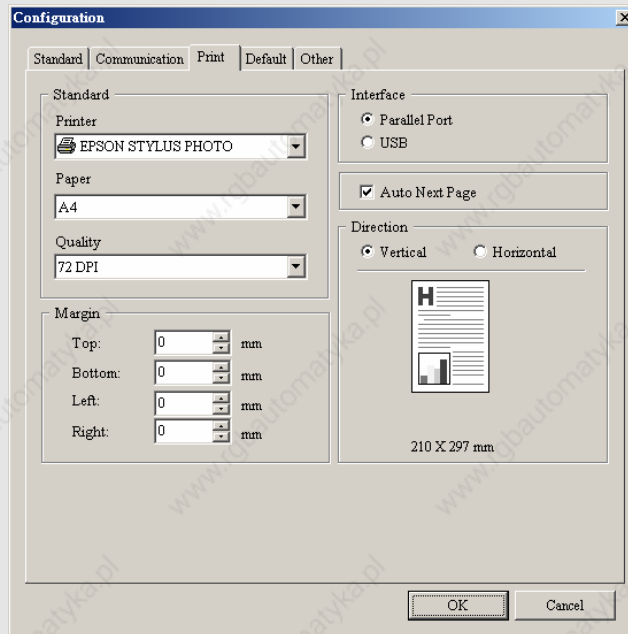 Configuration
Standard Communication Print Default Other
Standard
Printer
EPSON STYLUS PHOTO
Paper
A4
Quality
72 DPI
Margin
Top: 0 mm
Bottom: 0 mm
Left: 0 mm
Right: 0 mm
Interface
Parallel Port
USB
Auto Next Page
Direction
Vertical Horizontal
H
210 X 297 mm
OK Cancel
www.rgbautomatyka.pl